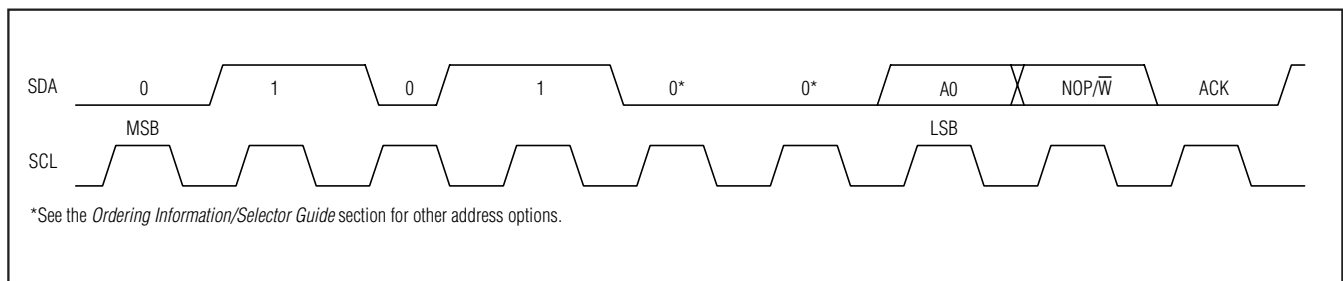 SDA 0 1 0 1 0* 0* A0 NOP/W̅ ACK
MSB LSB
SCL
*See the Ordering Information/Selector Guide section for other address options.